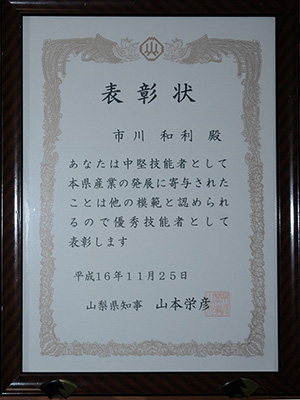 表彰状
市川 和利 殿
あなたは中堅技能者として
本県産業の発展に寄与された
ことは他の模範と認められ
るので優秀技能者として
表彰します
平成16年11月25日
山梨県知事 山本栄彦